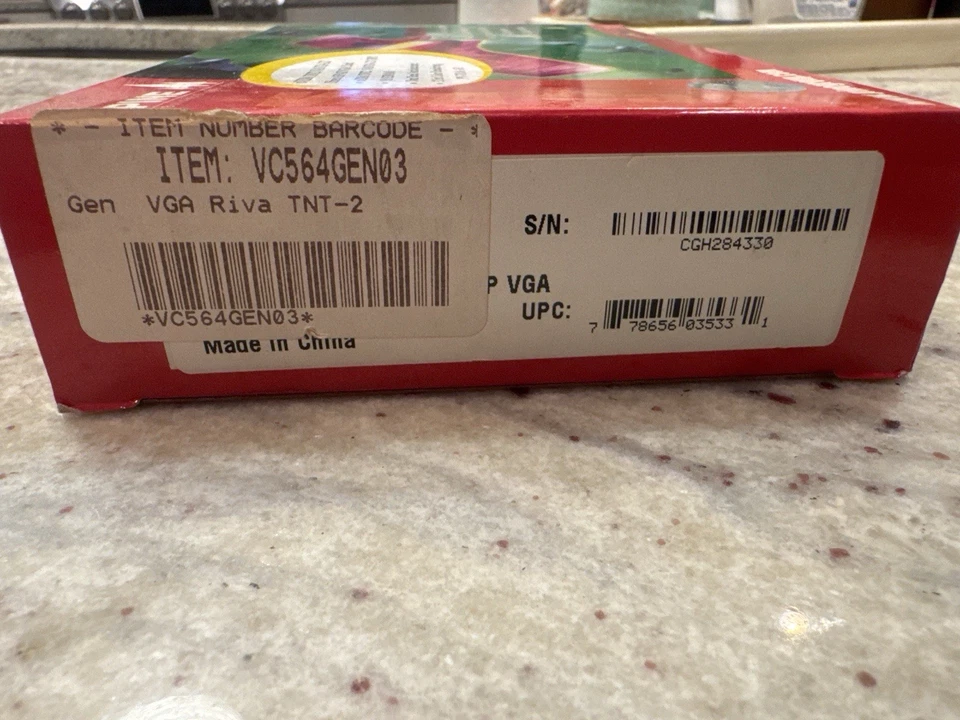 * - ITEM NUMBER BARCODE - *
ITEM: VC564GEN03
Gen VGA Riva TNT-2
*VC564GEN03*
S/N:
CGH284330
P VGA
UPC:
7 78656 03533 1
Made in China